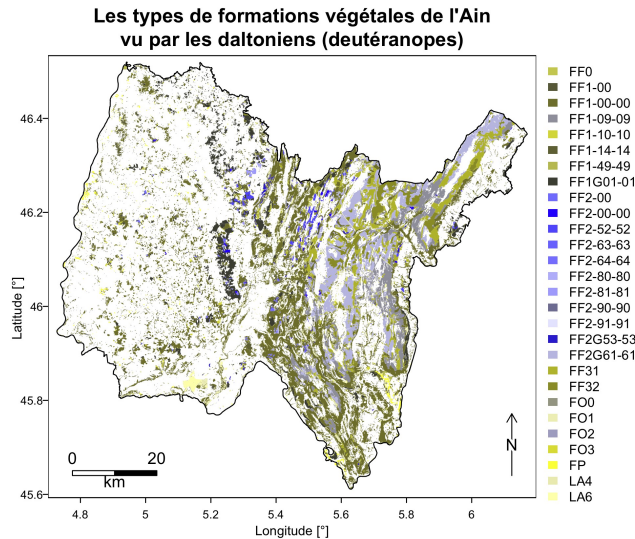 Les types de formations végétales de l'Ain
vu par les daltoniens (deutéranopes)
FF0
FF1-00
FF1-00-00
FF1-09-09
FF1-10-10
FF1-14-14
FF1-49-49
FF1G01-01
FF2-00
FF2-00-00
FF2-52-52
FF2-63-63
FF2-64-64
FF2-80-80
FF2-81-81
FF2-90-90
FF2-91-91
FF2G53-53
FF2G61-61
FF31
FF32
FO0
FO1
FO2
FO3
FP
LA4
LA6
46.4
46.2
46
45.8
45.6
Latitude [°]
0 20
km
N
4.8 5 5.2 5.4 5.6 5.8 6
Longitude [°]